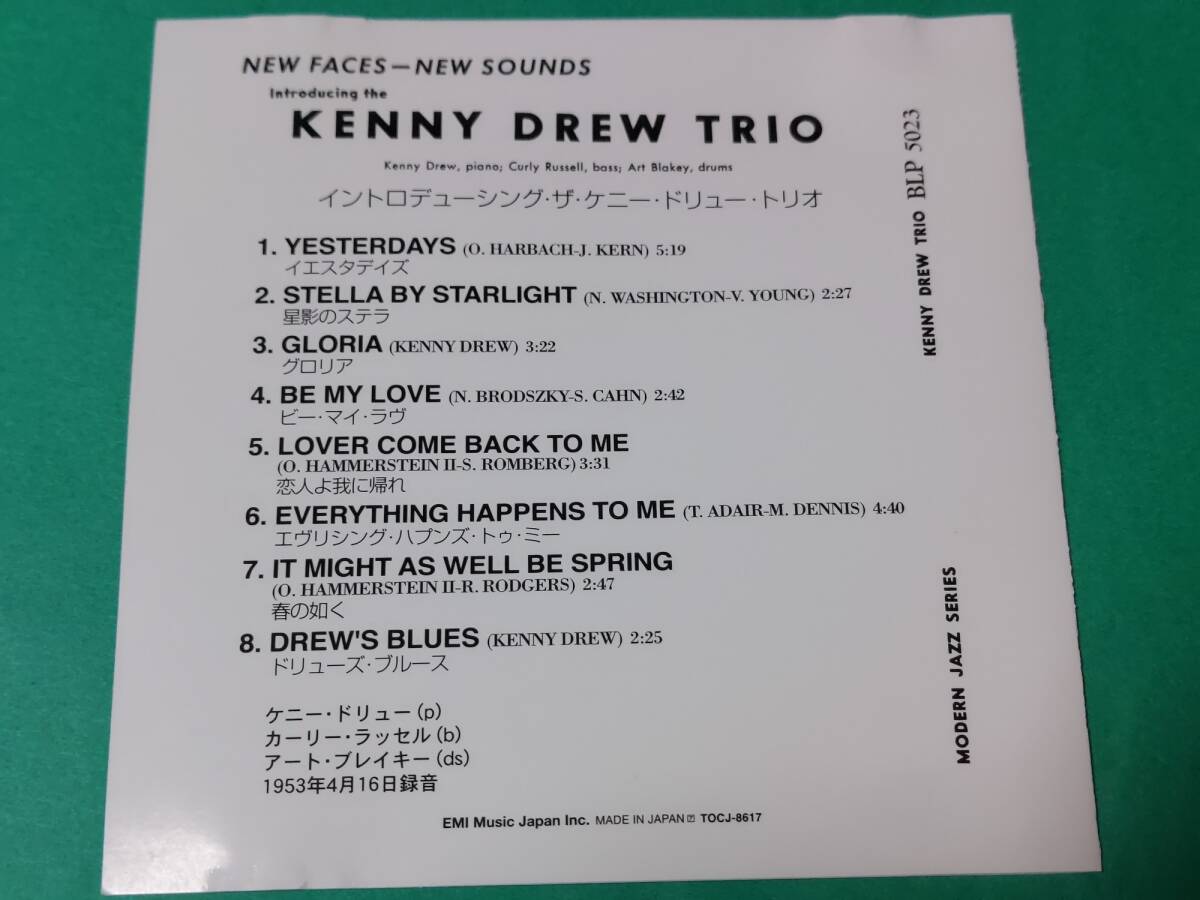 NEW FACES—NEW SOUNDS
Introducing the
KENNY DREW TRIO
Kenny Drew, piano; Curly Russell, bass; Art Blakey, drums
イントロデューシング・ザ・ケニー・ドリュー・トリオ
1. YESTERDAYS (O. HARBACH-J. KERN) 5:19
イエスタデイズ
2. STELLA BY STARLIGHT (N. WASHINGTON-V. YOUNG) 2:27
星影のステラ
3. GLORIA (KENNY DREW) 3:22
グロリア
4. BE MY LOVE (N. BRODSZKY-S. CAHN) 2:42
ビー・マイ・ラヴ
5. LOVER COME BACK TO ME
(O. HAMMERSTEIN II-S. ROMBERG) 3:31
恋人よ我に帰れ
6. EVERYTHING HAPPENS TO ME (T. ADAIR-M. DENNIS) 4:40
エヴリシング・ハプンズ・トゥ・ミー
7. IT MIGHT AS WELL BE SPRING
(O. HAMMERSTEIN II-R. RODGERS) 2:47
春の如く
8. DREW'S BLUES (KENNY DREW) 2:25
ドリューズ・ブルース
ケニー・ドリュー(p)
カーリー・ラッセル(b)
アート・ブレイキー(ds)
1953年4月16日録音
EMI Music Japan Inc. MADE IN JAPAN Ⓟ TOCJ-8617
KENNY DREW TRIO BLP 5023
MODERN JAZZ SERIES